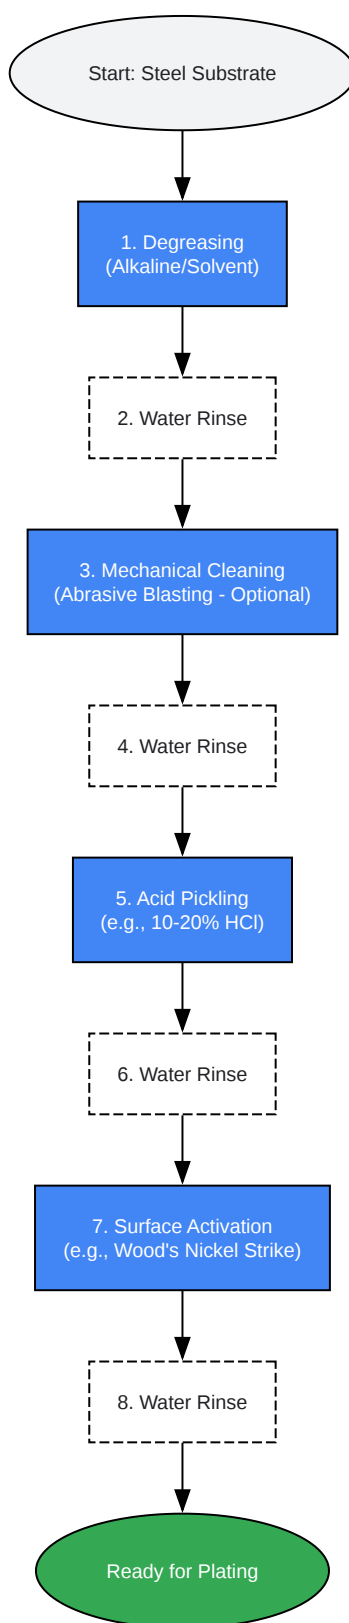 Start: Steel Substrate
1. Degreasing
(Alkaline/Solvent)
2. Water Rinse
3. Mechanical Cleaning
(Abrasive Blasting - Optional)
4. Water Rinse
5. Acid Pickling
(e.g., 10-20% HCl)
6. Water Rinse
7. Surface Activation
(e.g., Wood's Nickel Strike)
8. Water Rinse
Ready for Plating